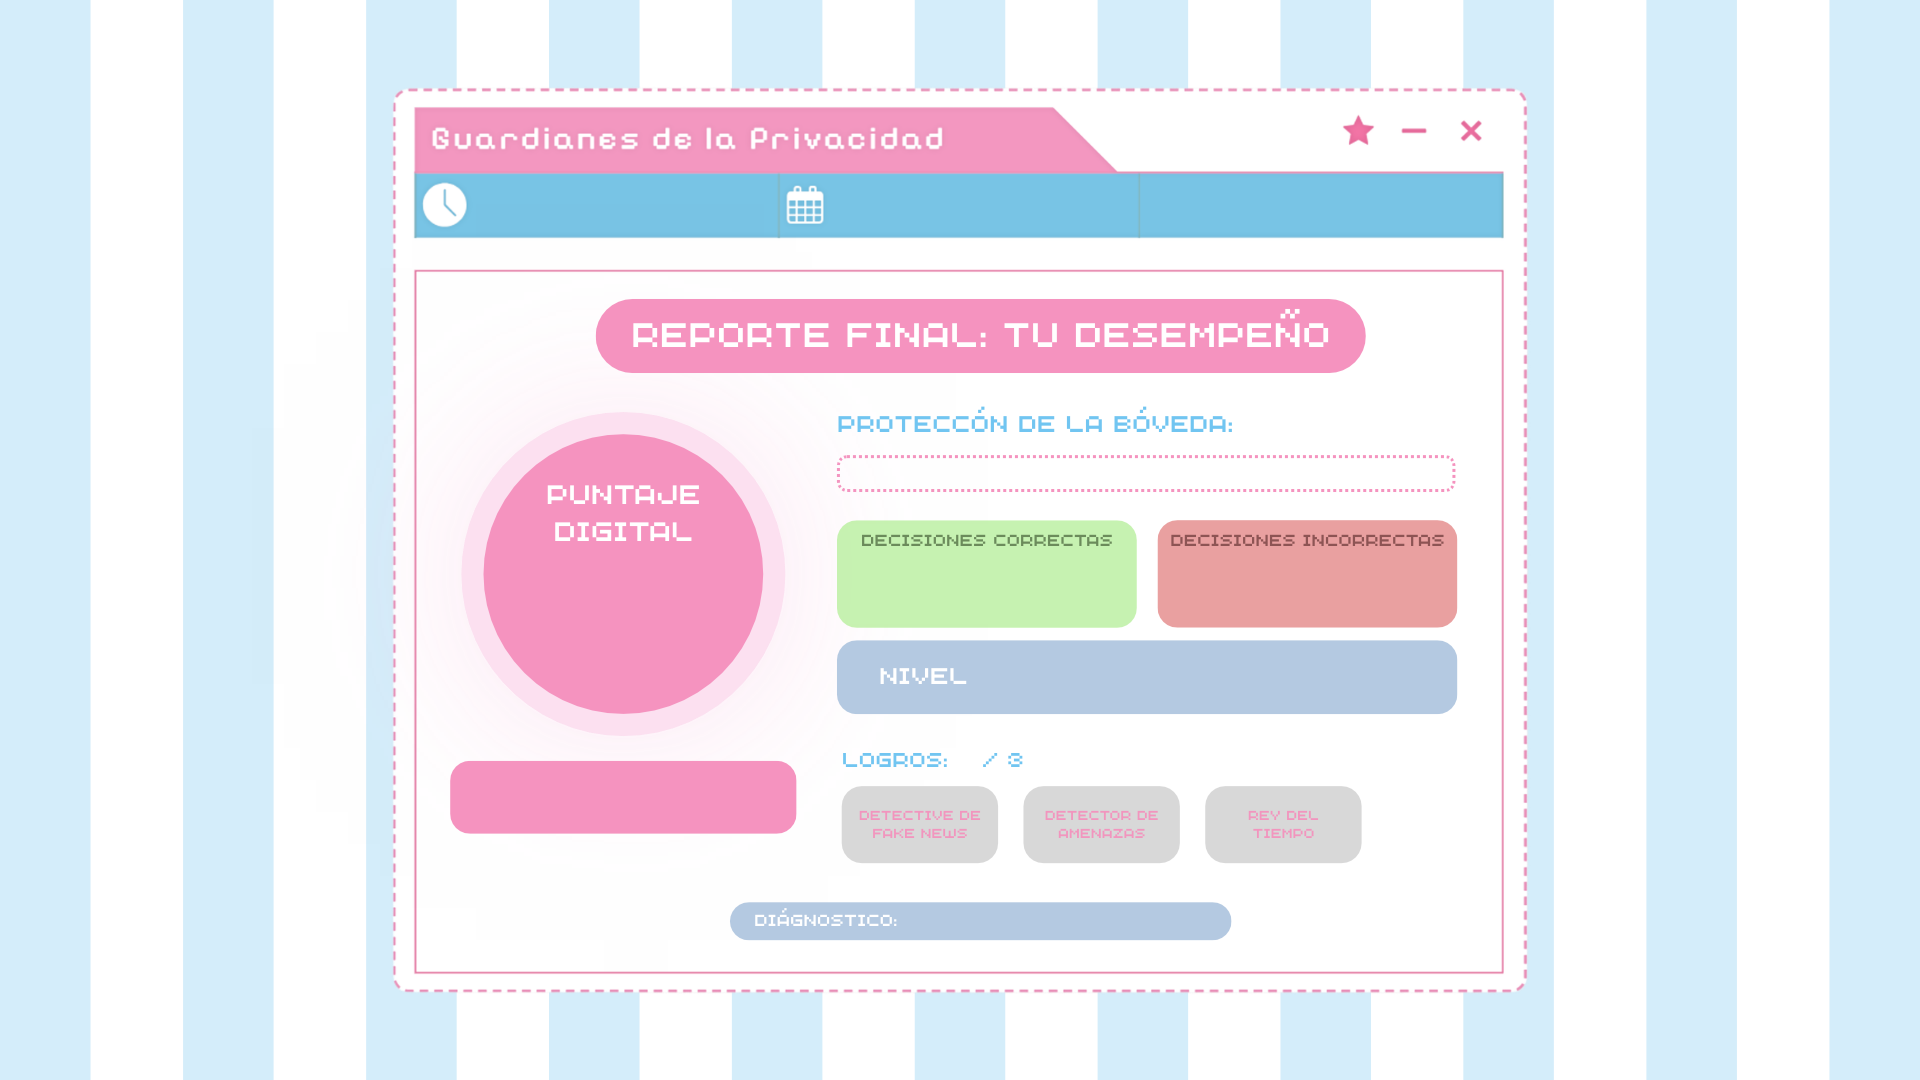 Guardianes de la Privacidad
REPORTE FINAL: TU DESEMPEÑO
PUNTAJE
DIGITAL
PROTECCÓN DE LA BÓVEDA:
DECISIONES CORRECTAS
DECISIONES INCORRECTAS
NIVEL
LOGROS: / 3
DETECTIVE DE
FAKE NEWS
DETECTOR DE
AMENAZAS
REY DEL
TIEMPO
DIÁGNOSTICO: